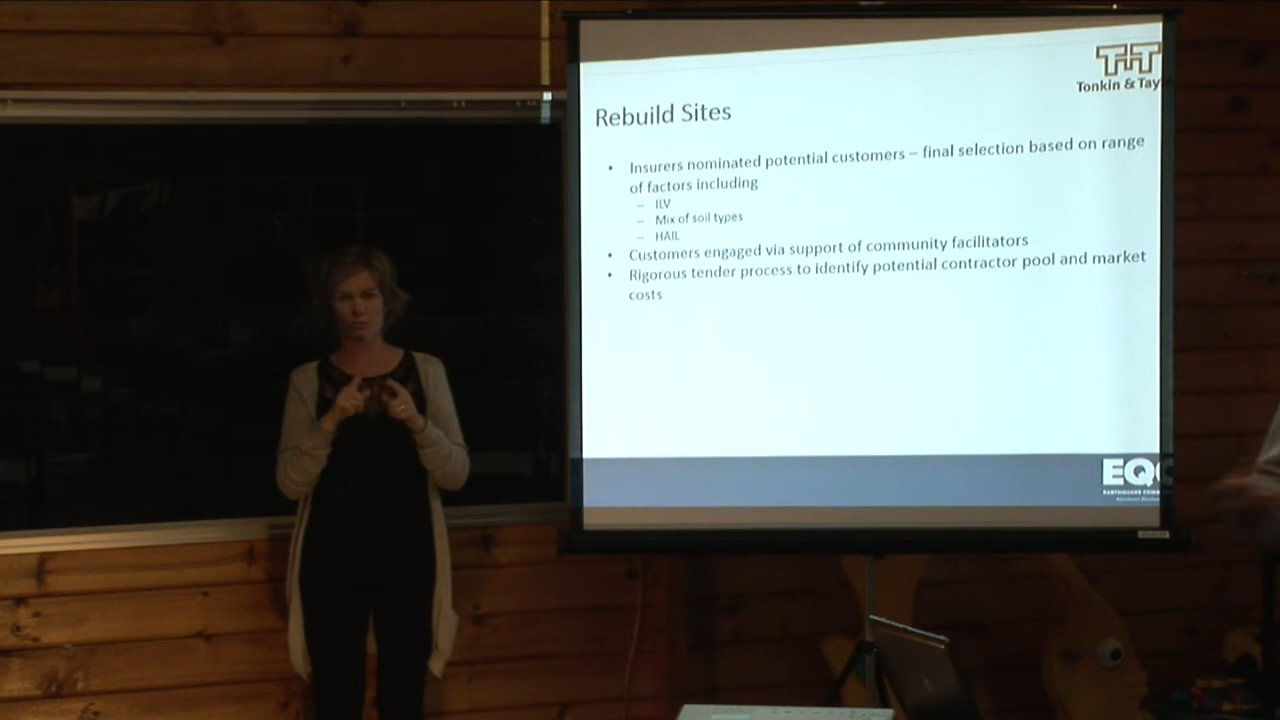 Tonkin & Tay
Rebuild Sites
• Insurers nominated potential customers – final selection based on range
of factors including
– ILV
– Mix of soil types
– HAIL
• Customers engaged via support of community facilitators
• Rigorous tender process to identify potential contractor pool and market
costs
EQC